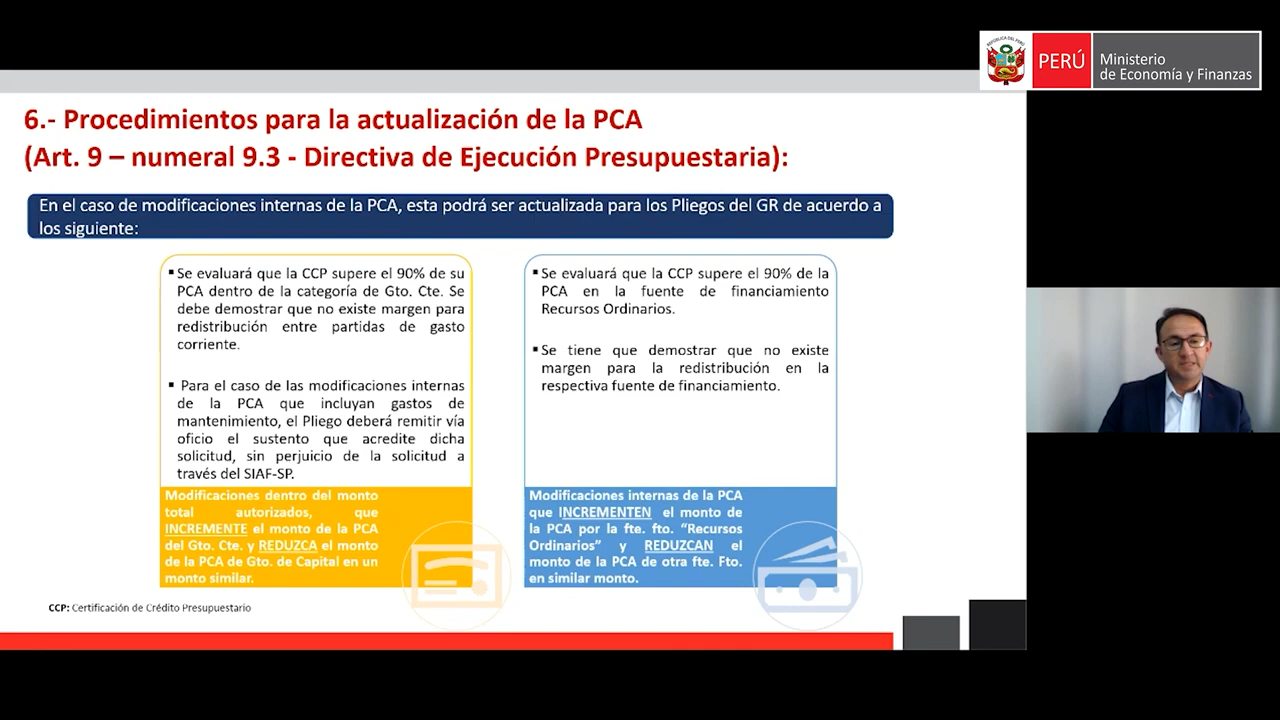 REPÚBLICA DEL PERÚ
PERÚ
Ministerio
de Economía y Finanzas
6.- Procedimientos para la actualización de la PCA
(Art. 9 – numeral 9.3 - Directiva de Ejecución Presupuestaria):
En el caso de modificaciones internas de la PCA, esta podrá ser actualizada para los Pliegos del GR de acuerdo a
los siguiente:
▪Se evaluará que la CCP supere el 90% de su
PCA dentro de la categoría de Gto. Cte. Se
debe demostrar que no existe margen para
redistribución entre partidas de gasto
corriente.
▪ Para el caso de las modificaciones internas
de la PCA que incluyan gastos de
mantenimiento, el Pliego deberá remitir vía
oficio el sustento que acredite dicha
solicitud, sin perjuicio de la solicitud a
través del SIAF-SP.
Modificaciones dentro del monto
total autorizados, que
INCREMENTE el monto de la PCA
del Gto. Cte. y REDUZCA el monto
de la PCA de Gto. de Capital en un
monto similar.
▪Se evaluará que la CCP supere el 90% de la
PCA en la fuente de financiamiento
Recursos Ordinarios.
▪Se tiene que demostrar que no existe
margen para la redistribución en la
respectiva fuente de financiamiento.
Modificaciones internas de la PCA
que INCREMENTEN el monto de
la PCA por la fte. fto. “Recursos
Ordinarios” y REDUZCAN el
monto de la PCA de otra fte. Fto.
en similar monto.
CCP: Certificación de Crédito Presupuestario